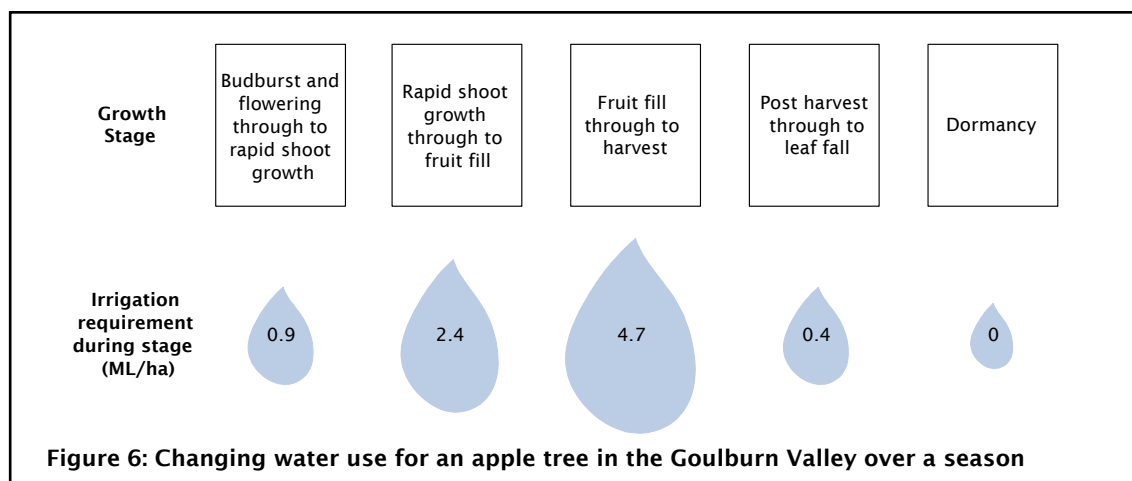 Growth
Stage
Budburst and
flowering
through to
rapid shoot
growth
Rapid shoot
growth
through to
fruit fill
Fruit fill
through to
harvest
Post harvest
through to
leaf fall
Dormancy
Irrigation
requirement
during stage
(ML/ha)
0.9
2.4
4.7
0.4
0
Figure 6: Changing water use for an apple tree in the Goulburn Valley over a season